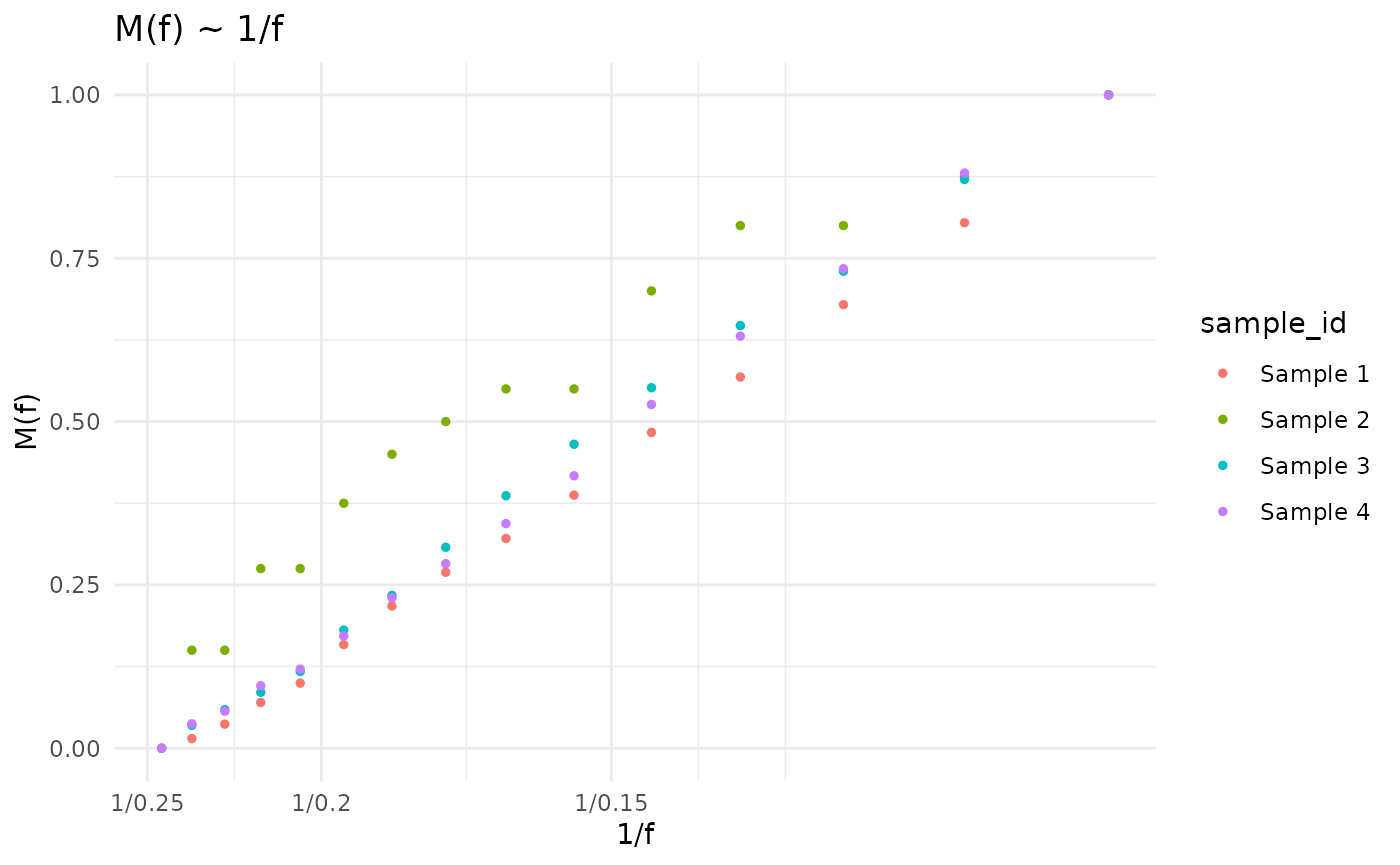 M(f) ~ 1/f
1.00
0.75
0.50
0.25
0.00
M(f)
1/0.25
1/0.2
1/0.15
1/f
sample_id
Sample 1
Sample 2
Sample 3
Sample 4